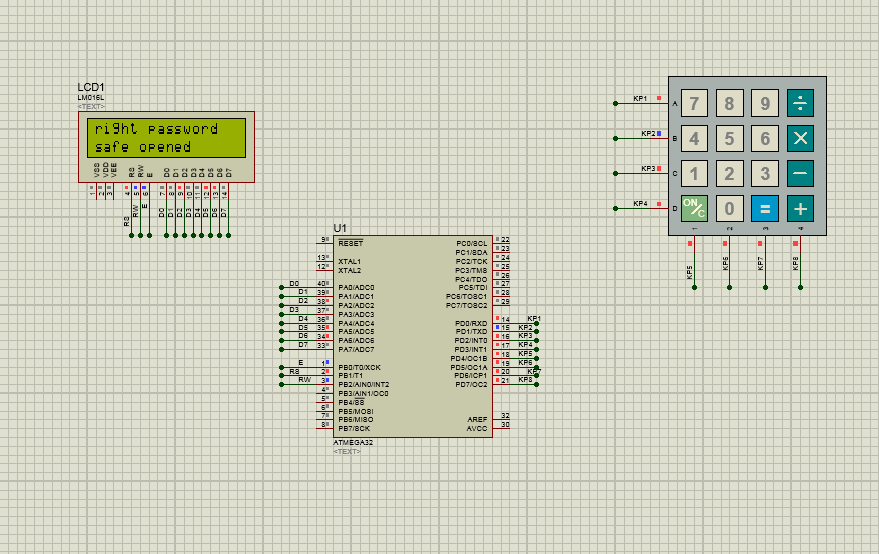 LCD1
LM016L
<TEXT>
right password
safe opened
VSS
VDD
VEE
RS
RW
E
D0
D1
D2
D3
D4
D5
D6
D7
1
2
3
4
5
6
7
8
9
10
11
12
13
14
RS
RW
E
D0
D1
D2
D3
D4
D5
D6
D7
KP1
KP2
KP3
KP4
A
B
C
D
7 8 9 ÷
4 5 6 ×
1 2 3 −
ON/C 0 = +
1 2 3 4
KP5
KP6
KP7
KP8
U1
9 RESET
13 XTAL1
12 XTAL2
D0 40 PA0/ADC0
D1 39 PA1/ADC1
D2 38 PA2/ADC2
D3 37 PA3/ADC3
D4 36 PA4/ADC4
D5 35 PA5/ADC5
D6 34 PA6/ADC6
D7 33 PA7/ADC7
E 1 PB0/T0/XCK
RS 2 PB1/T1
RW 3 PB2/AIN0/INT2
4 PB3/AIN1/OC0
5 PB4/SS
6 PB5/MOSI
7 PB6/MISO
8 PB7/SCK
PC0/SCL 22
PC1/SDA 23
PC2/TCK 24
PC3/TMS 25
PC4/TDO 26
PC5/TDI 27
PC6/TOSC1 28
PC7/TOSC2 29
PD0/RXD 14 KP1
PD1/TXD 15 KP2
PD2/INT0 16 KP3
PD3/INT1 17 KP4
PD4/OC1B 18 KP5
PD5/OC1A 19 KP6
PD6/ICP1 20 KP7
PD7/OC2 21 KP8
AREF 32
AVCC 30
ATMEGA32
<TEXT>